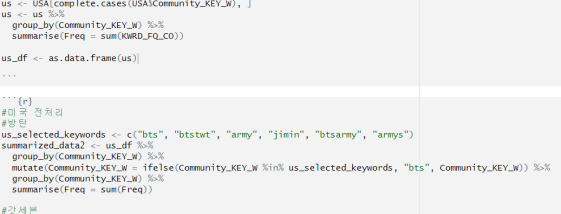 us <- USA[complete.cases(USA$Community_KEY_W), ]
us <- us %>%
group_by(Community_KEY_W) %>%
summarise(Freq = sum(KWRD_FQ_CO))
us_df <- as.data.frame(us)
```
```{r}
#미국 전처리
#방탄
us_selected_keywords <- c("bts", "btstwt", "army", "jimin", "btsarmy", "armys")
summarized_data2 <- us_df %>%
group_by(Community_KEY_W) %>%
mutate(Community_KEY_W = ifelse(Community_KEY_W %in% us_selected_keywords, "bts", Community_KEY_W)) %>%
group_by(Community_KEY_W) %>%
summarise(Freq = sum(Freq))
#갓세븐